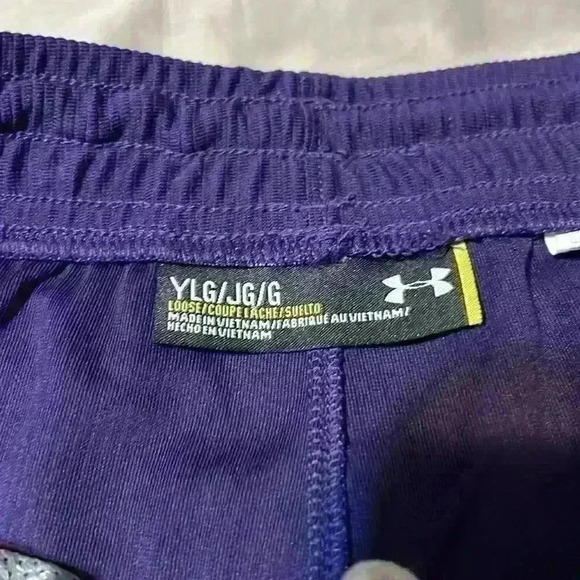 YLG/JG/G
LOOSE/COUPE LÂCHE/SUELTO
MADE IN VIETNAM/FABRIQUÉ AU VIETNAM/
HECHO EN VIETNAM